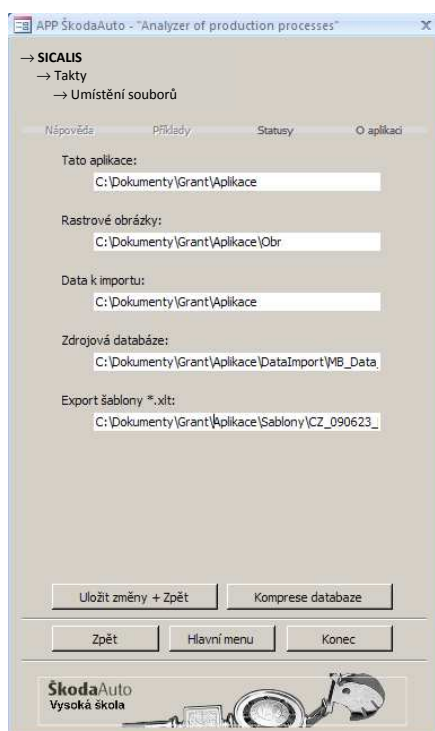 APP ŠkodaAuto - "Analyzer of production processes" X
→ SICALIS
→ Takty
→ Umístění souborů
Nápověda Příklady Statusy O aplikaci
Tato aplikace:
C:\Dokumenty\Grant\Aplikace
Rastrové obrázky:
C:\Dokumenty\Grant\Aplikace\Obr
Data k importu:
C:\Dokumenty\Grant\Aplikace
Zdrojová databáze:
C:\Dokumenty\Grant\Aplikace\DataImport\MB_Data_
Export šablony *.xlt:
C:\Dokumenty\Grant\Aplikace\Sablony\CZ_090623_
Uložit změny + Zpět Komprese databaze
Zpět Hlavní menu Konec
ŠkodaAuto
Vysoká škola